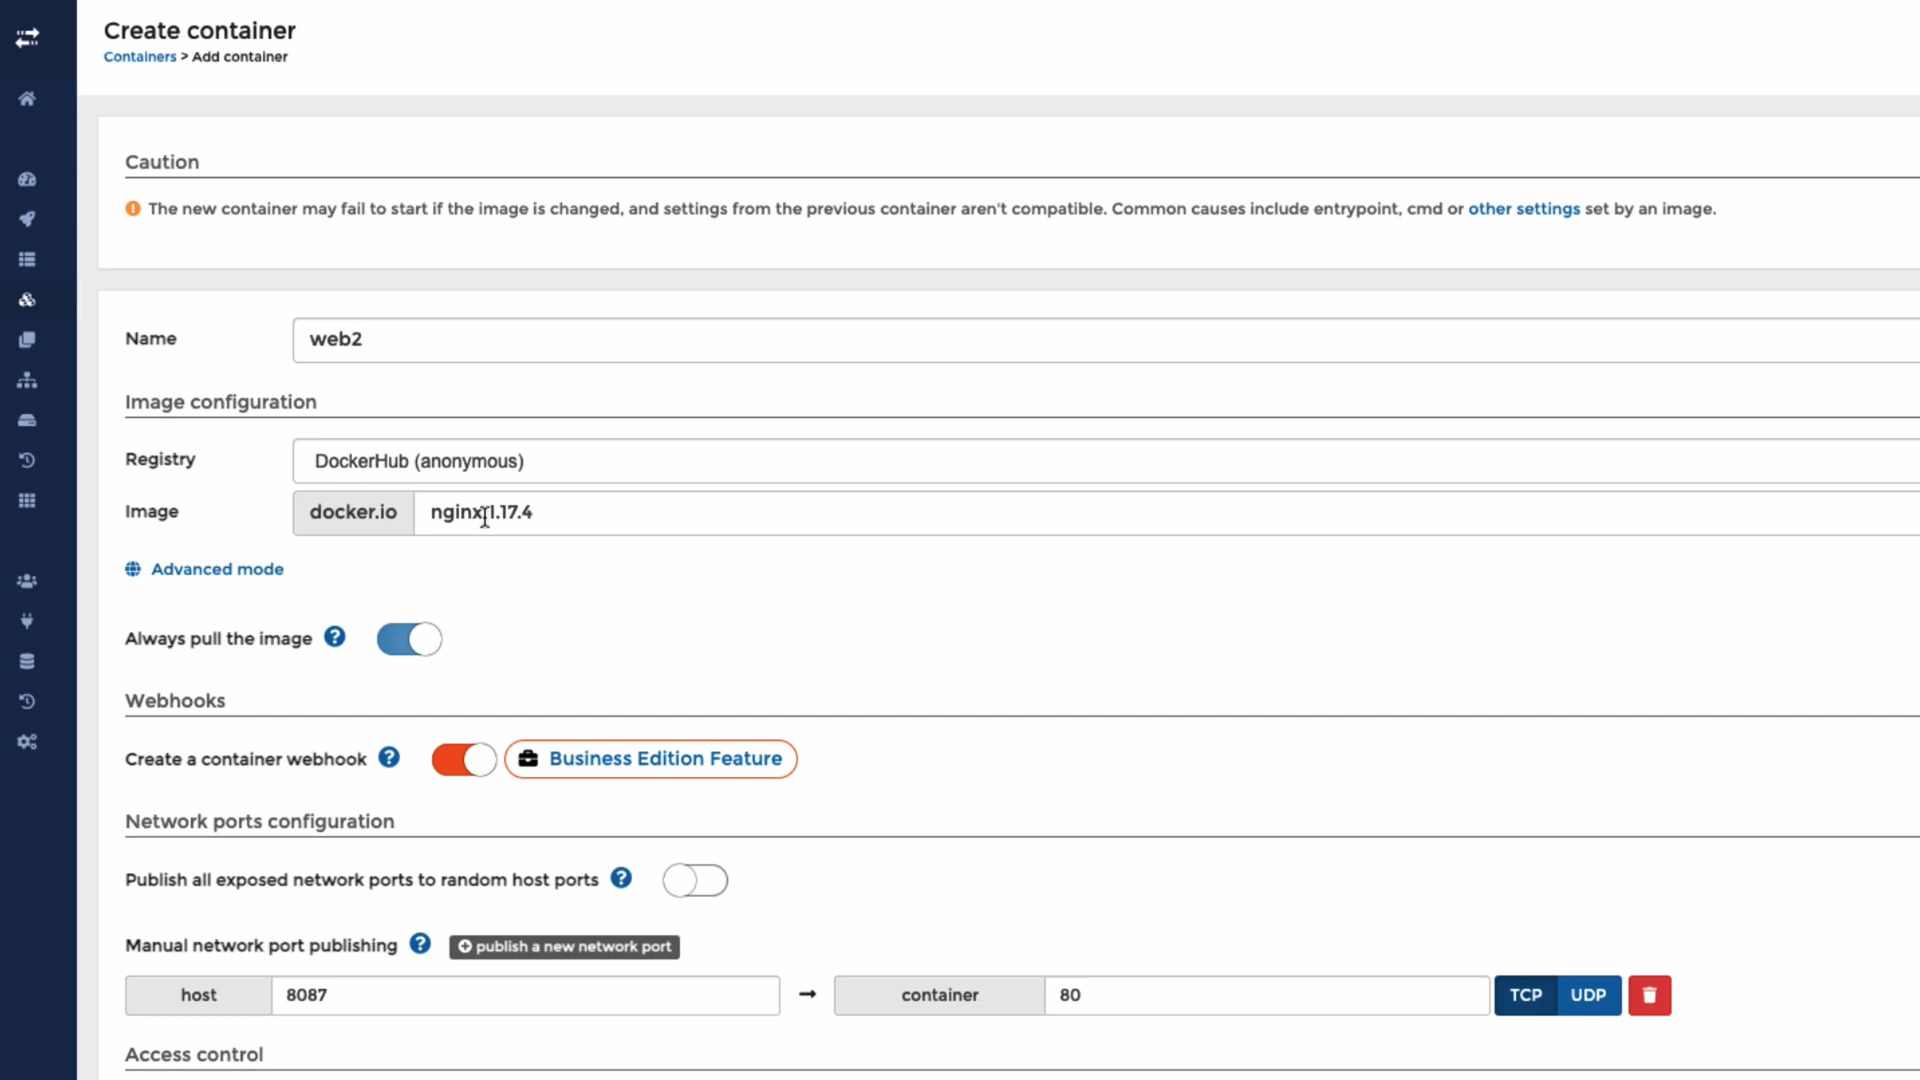 Create container
Containers > Add container
Caution
The new container may fail to start if the image is changed, and settings from the previous container aren't compatible. Common causes include entrypoint, cmd or other settings set by an image.
Name
web2
Image configuration
Registry
DockerHub (anonymous)
Image
docker.io
nginx:1.17.4
Advanced mode
Always pull the image
Webhooks
Create a container webhook
Business Edition Feature
Network ports configuration
Publish all exposed network ports to random host ports
Manual network port publishing
publish a new network port
host
8087
→
container
80
TCP
UDP
Access control